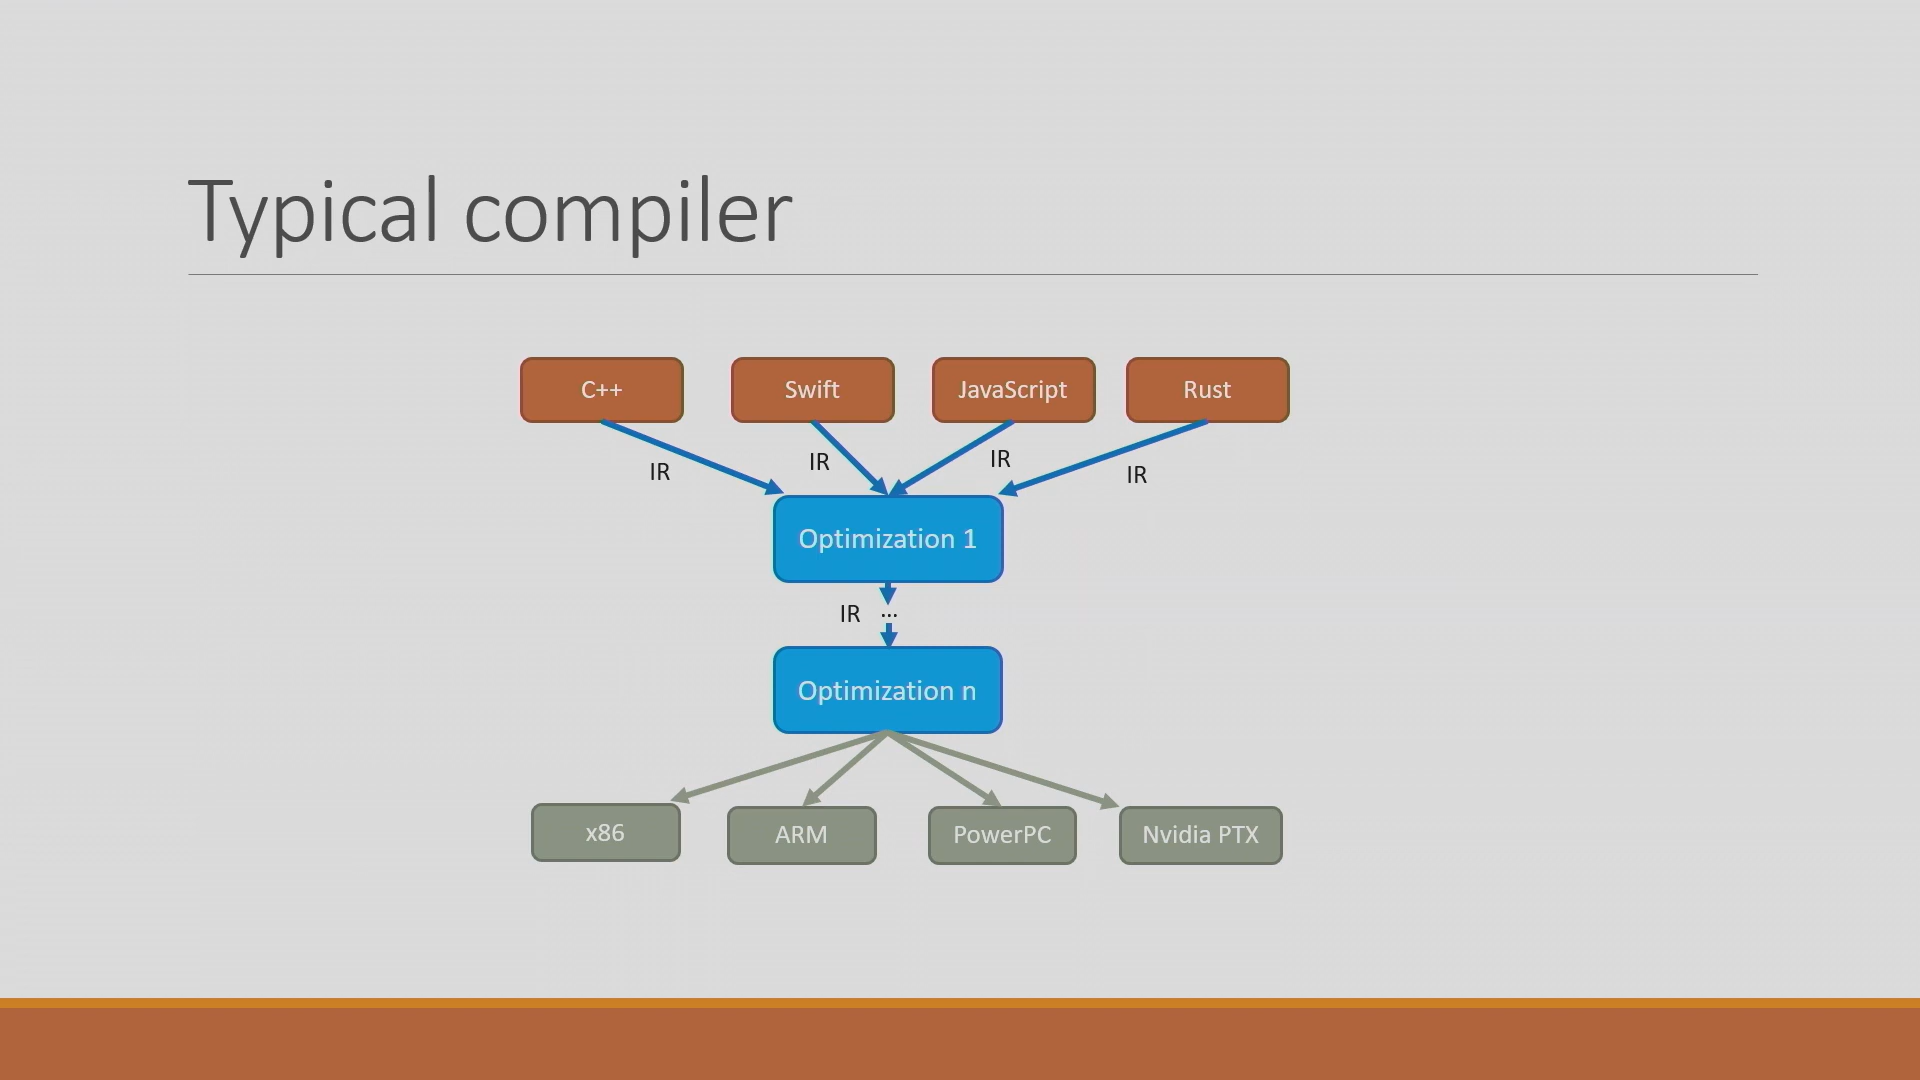 Typical compiler
C++
Swift
JavaScript
Rust
IR
IR
IR
IR
Optimization 1
IR ...
Optimization n
x86
ARM
PowerPC
Nvidia PTX